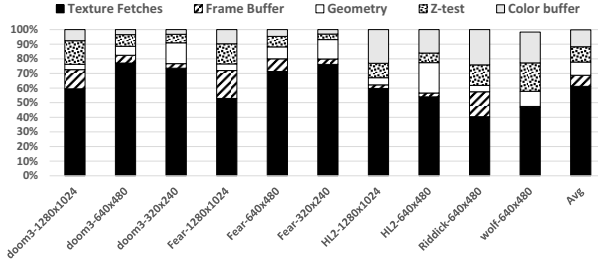 Texture Fetches Frame Buffer Geometry Z-test Color buffer
100%
90%
80%
70%
60%
50%
40%
30%
20%
10%
0%
doom3-1280x1024
doom3-640x480
doom3-320x240
Fear-1280x1024
Fear-640x480
Fear-320x240
HL2-1280x1024
HL2-640x480
Riddick-640x480
wolf-640x480
Avg